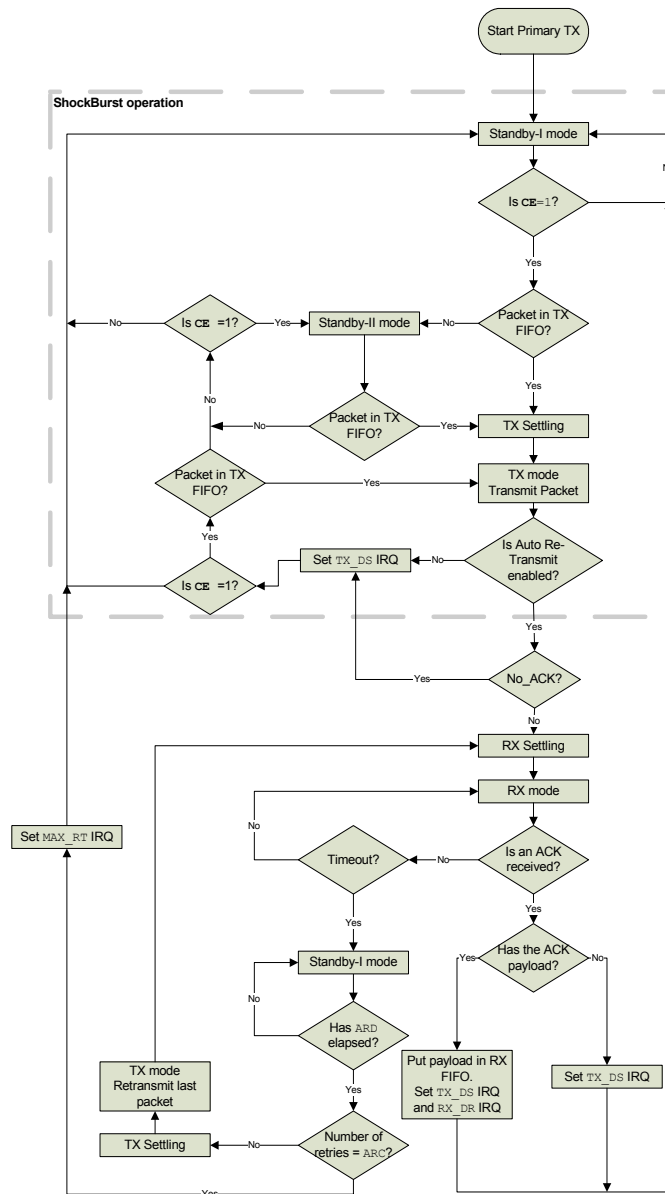 Start Primary TX
ShockBurst operation
Standby-I mode
Is CE=1?
Yes
No
Is CE =1?
Yes
Standby-II mode
No
Packet in TX
FIFO?
No
Yes
No
Packet in TX
FIFO?
Yes
TX Settling
Packet in TX
FIFO?
Yes
TX mode
Transmit Packet
Yes
Is CE =1?
Set TX_DS IRQ
No
Is Auto Re-
Transmit
enabled?
Yes
Yes
No_ACK?
No
RX Settling
RX mode
Set MAX_RT IRQ
No
Timeout?
No
Is an ACK
received?
Yes
Yes
Standby-I mode
Yes
Has the ACK
payload?
No
No
Has ARD
elapsed?
TX mode
Retransmit last
packet
Yes
Put payload in RX
FIFO.
Set TX_DS IRQ
and RX_DR IRQ
Set TX_DS IRQ
TX Settling
No
Number of
retries = ARC?
Yes